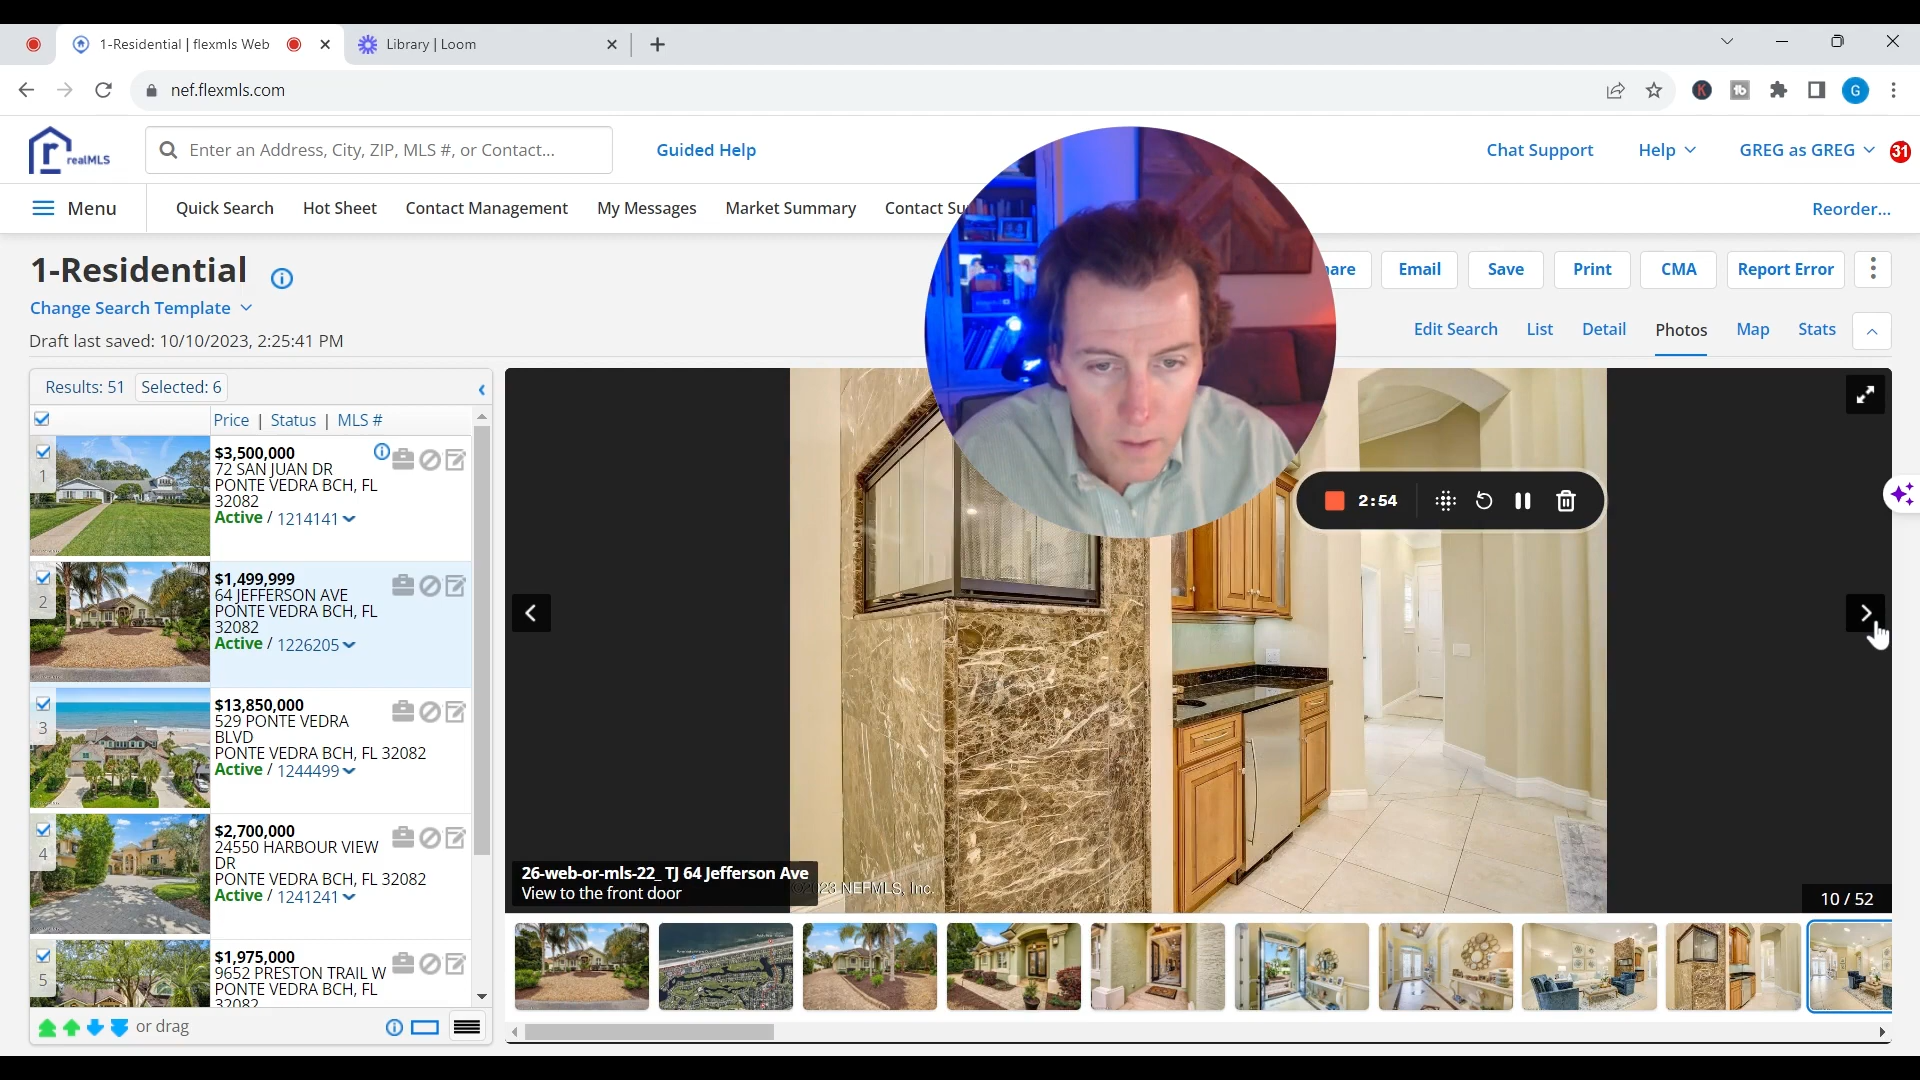 1-Residential | flexmls Web
Library | Loom
nef.flexmls.com
G
realMLS
Enter an Address, City, ZIP, MLS #, or Contact...
Guided Help
Chat Support
Help
GREG as GREG
31
Menu
Quick Search
Hot Sheet
Contact Management
My Messages
Market Summary
Contact Su
Reorder...
1-Residential
Change Search Template
Draft last saved: 10/10/2023, 2:25:41 PM
are
Email
Save
Print
CMA
Report Error
Edit Search
List
Detail
Photos
Map
Stats
Results: 51
Selected: 6
Price | Status | MLS #
1
$3,500,000
72 SAN JUAN DR
PONTE VEDRA BCH, FL
32082
Active / 1214141
2
$1,499,999
64 JEFFERSON AVE
PONTE VEDRA BCH, FL
32082
Active / 1226205
3
$13,850,000
529 PONTE VEDRA
BLVD
PONTE VEDRA BCH, FL 32082
Active / 1244499
4
$2,700,000
24550 HARBOUR VIEW
DR
PONTE VEDRA BCH, FL 32082
Active / 1241241
5
$1,975,000
9652 PRESTON TRAIL W
PONTE VEDRA BCH, FL
32082
or drag
2:54
26-web-or-mls-22_ TJ 64 Jefferson Ave
View to the front door
23 NEFMLS, Inc.
10 / 52